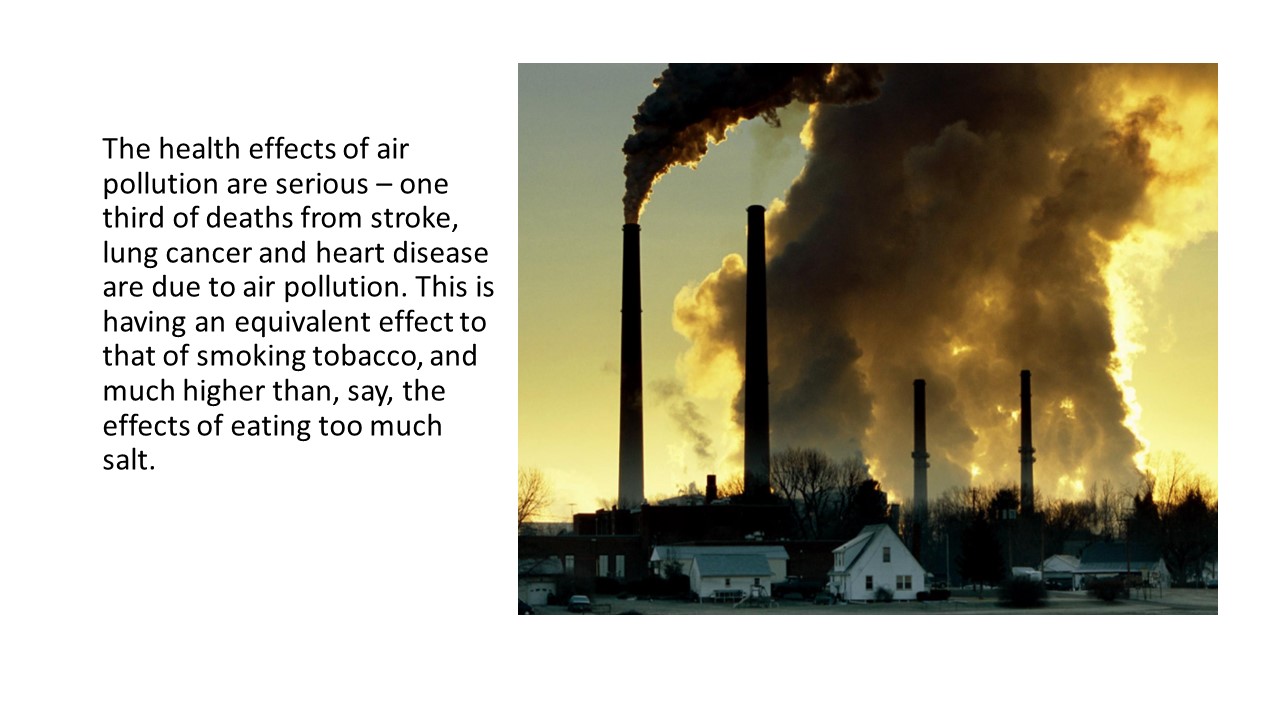 The health effects of air
pollution are serious – one
third of deaths from stroke,
lung cancer and heart disease
are due to air pollution. This is
having an equivalent effect to
that of smoking tobacco, and
much higher than, say, the
effects of eating too much
salt.